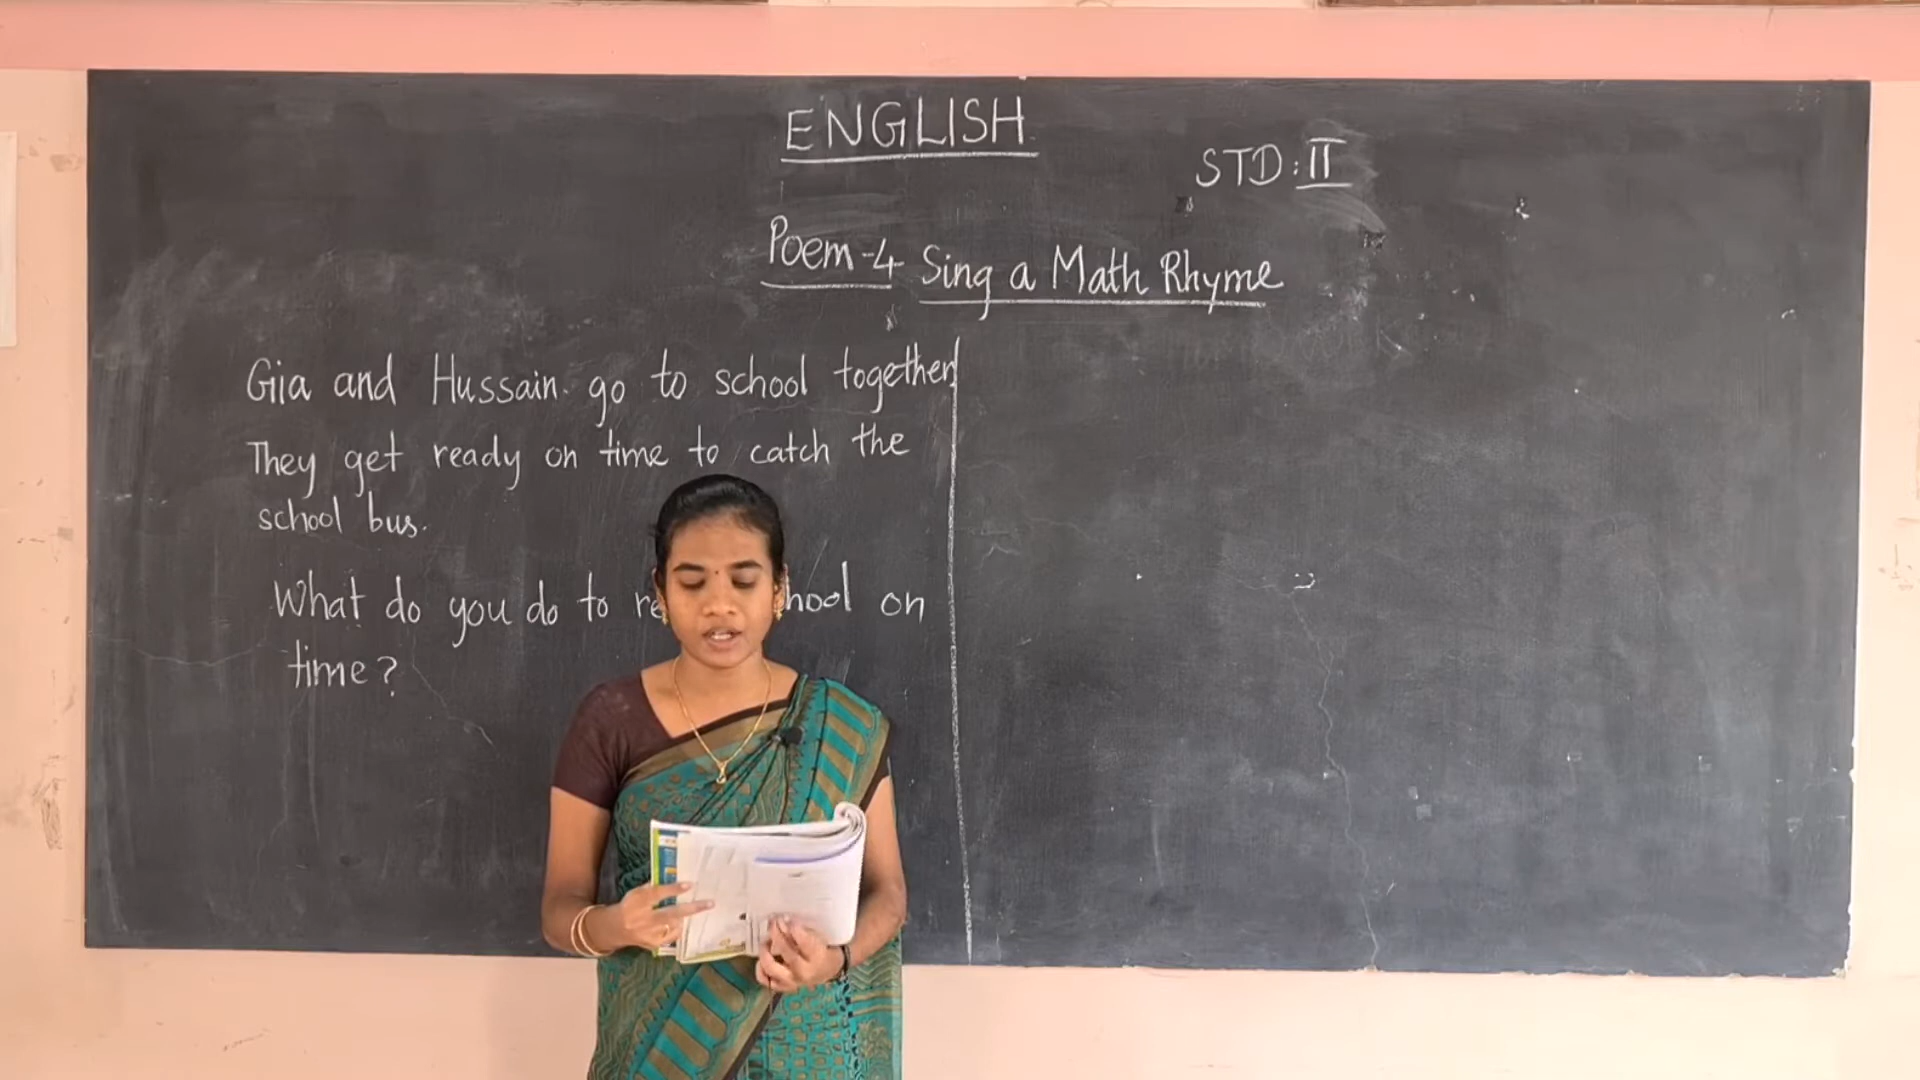 ENGLISH
STD: II
Poem-4 Sing a Math Rhyme
Gia and Hussain go to school together.
They get ready on time to catch the
school bus.
What do you do to on
time?